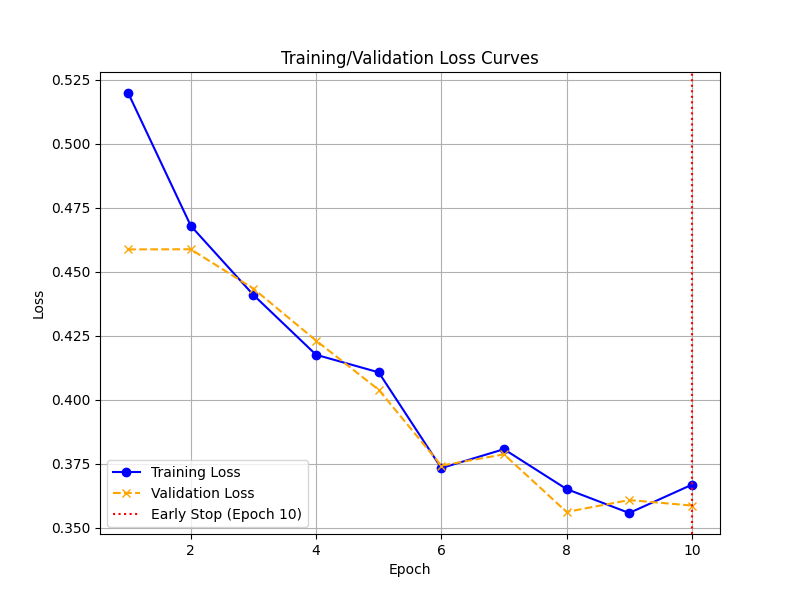 Training/Validation Loss Curves
0.525
0.500
0.475
0.450
0.425
0.400
0.375
0.350
Loss
Training Loss
Validation Loss
Early Stop (Epoch 10)
2 4 6 8 10
Epoch